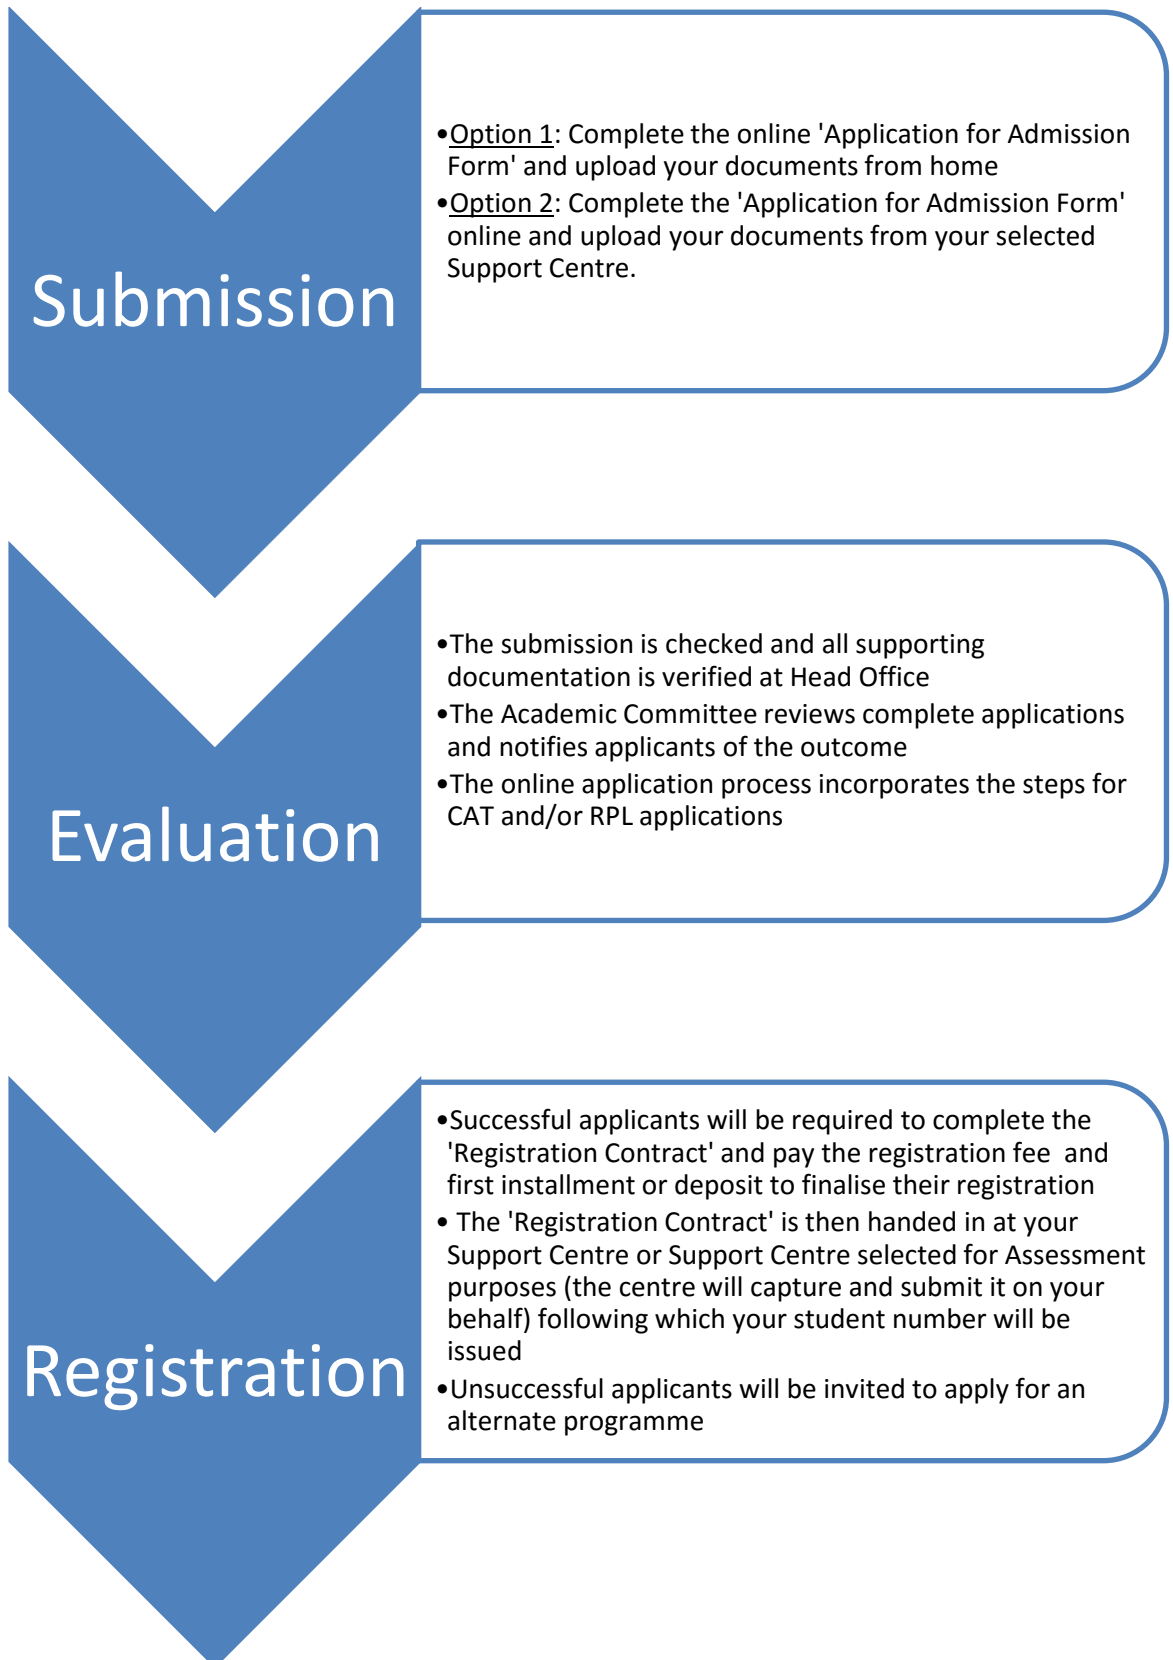 Submission
•Option 1: Complete the online 'Application for Admission
Form' and upload your documents from home
•Option 2: Complete the 'Application for Admission Form'
online and upload your documents from your selected
Support Centre.
Evaluation
•The submission is checked and all supporting
documentation is verified at Head Office
•The Academic Committee reviews complete applications
and notifies applicants of the outcome
•The online application process incorporates the steps for
CAT and/or RPL applications
Registration
•Successful applicants will be required to complete the
'Registration Contract' and pay the registration fee  and
first installment or deposit to finalise their registration
• The 'Registration Contract' is then handed in at your
Support Centre or Support Centre selected for Assessment
purposes (the centre will capture and submit it on your
behalf) following which your student number will be
issued
•Unsuccessful applicants will be invited to apply for an
alternate programme